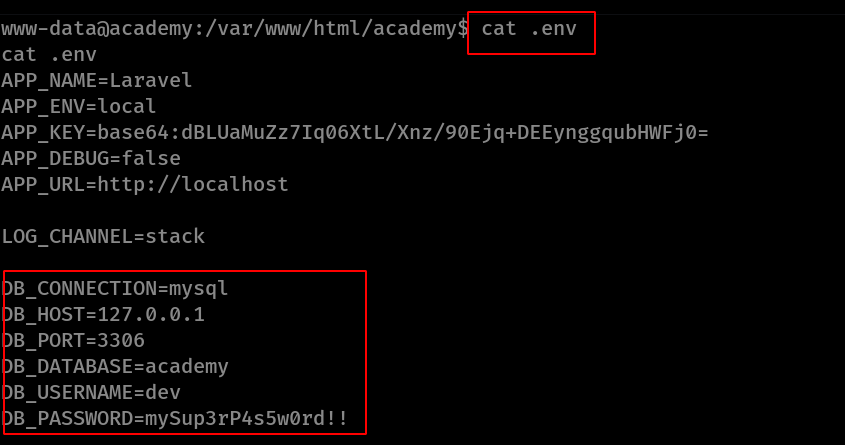 www-data@academy:/var/www/html/academy$ cat .env
cat .env
APP_NAME=Laravel
APP_ENV=local
APP_KEY=base64:dBLUaMuZz7Iq06XtL/Xnz/90Ejq+DEEynggqubHWFj0=
APP_DEBUG=false
APP_URL=http://localhost
LOG_CHANNEL=stack
DB_CONNECTION=mysql
DB_HOST=127.0.0.1
DB_PORT=3306
DB_DATABASE=academy
DB_USERNAME=dev
DB_PASSWORD=mySup3rP4s5w0rd!!